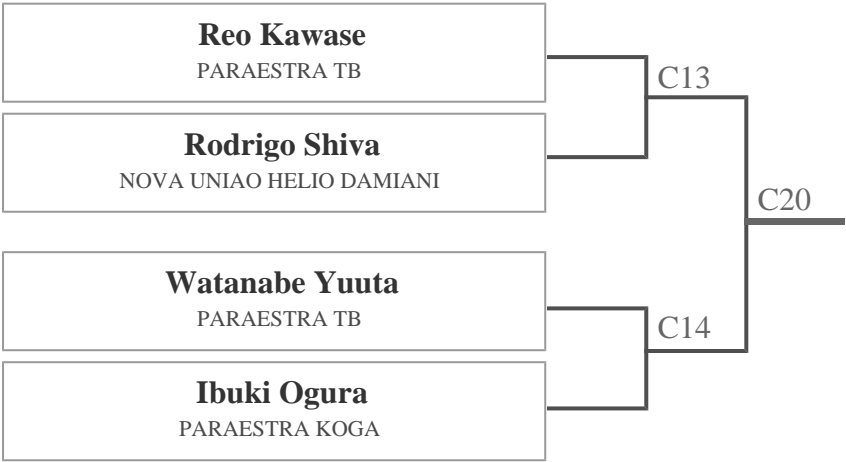 Reo Kawase
PARAESTRA TB
C13
Rodrigo Shiva
NOVA UNIAO HELIO DAMIANI
C20
Watanabe Yuuta
PARAESTRA TB
C14
Ibuki Ogura
PARAESTRA KOGA